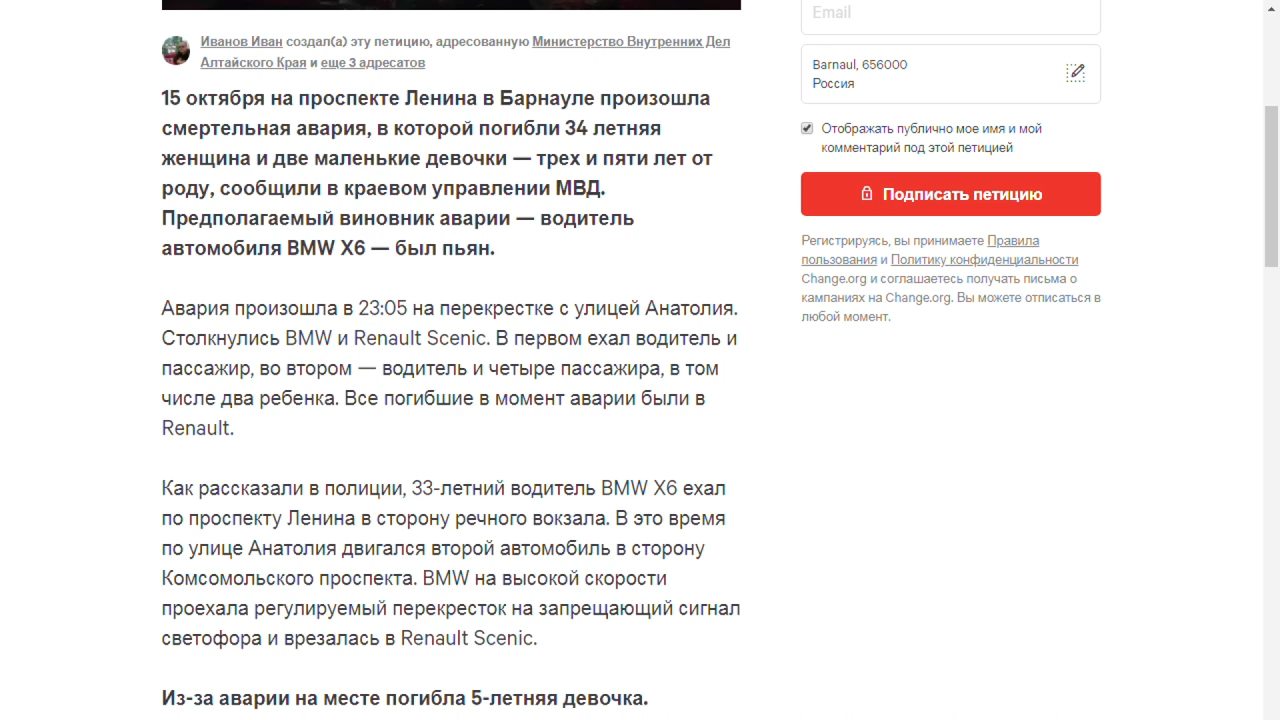 Иванов Иван создал(а) эту петицию, адресованную Министерство Внутренних Дел
Алтайского Края и еще 3 адресатов
15 октября на проспекте Ленина в Барнауле произошла
смертельная авария, в которой погибли 34 летняя
женщина и две маленькие девочки — трех и пяти лет от
роду, сообщили в краевом управлении МВД.
Предполагаемый виновник аварии — водитель
автомобиля BMW X6 — был пьян.
Авария произошла в 23:05 на перекрестке с улицей Анатолия.
Столкнулись BMW и Renault Scenic. В первом ехал водитель и
пассажир, во втором — водитель и четыре пассажира, в том
числе два ребенка. Все погибшие в момент аварии были в
Renault.
Как рассказали в полиции, 33-летний водитель BMW X6 ехал
по проспекту Ленина в сторону речного вокзала. В это время
по улице Анатолия двигался второй автомобиль в сторону
Комсомольского проспекта. BMW на высокой скорости
проехала регулируемый перекресток на запрещающий сигнал
светофора и врезалась в Renault Scenic.
Из-за аварии на месте погибла 5-летняя девочка.
Email
Barnaul, 656000
Россия
Отображать публично мое имя и мой
комментарий под этой петицией
Подписать петицию
Регистрируясь, вы принимаете Правила
пользования и Политику конфиденциальности
Change.org и соглашаетесь получать письма о
кампаниях на Change.org. Вы можете отписаться в
любой момент.